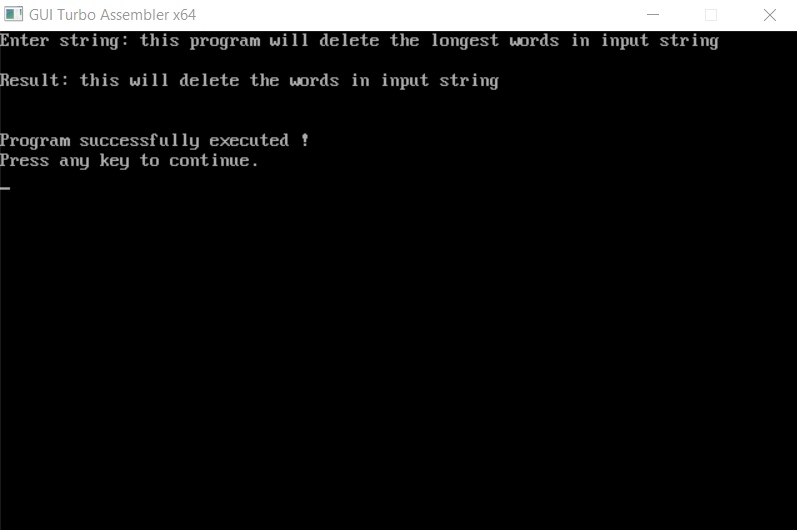 GUI Turbo Assembler x64
Enter string: this program will delete the longest words in input string
Result: this will delete the words in input string
Program successfully executed !
Press any key to continue.